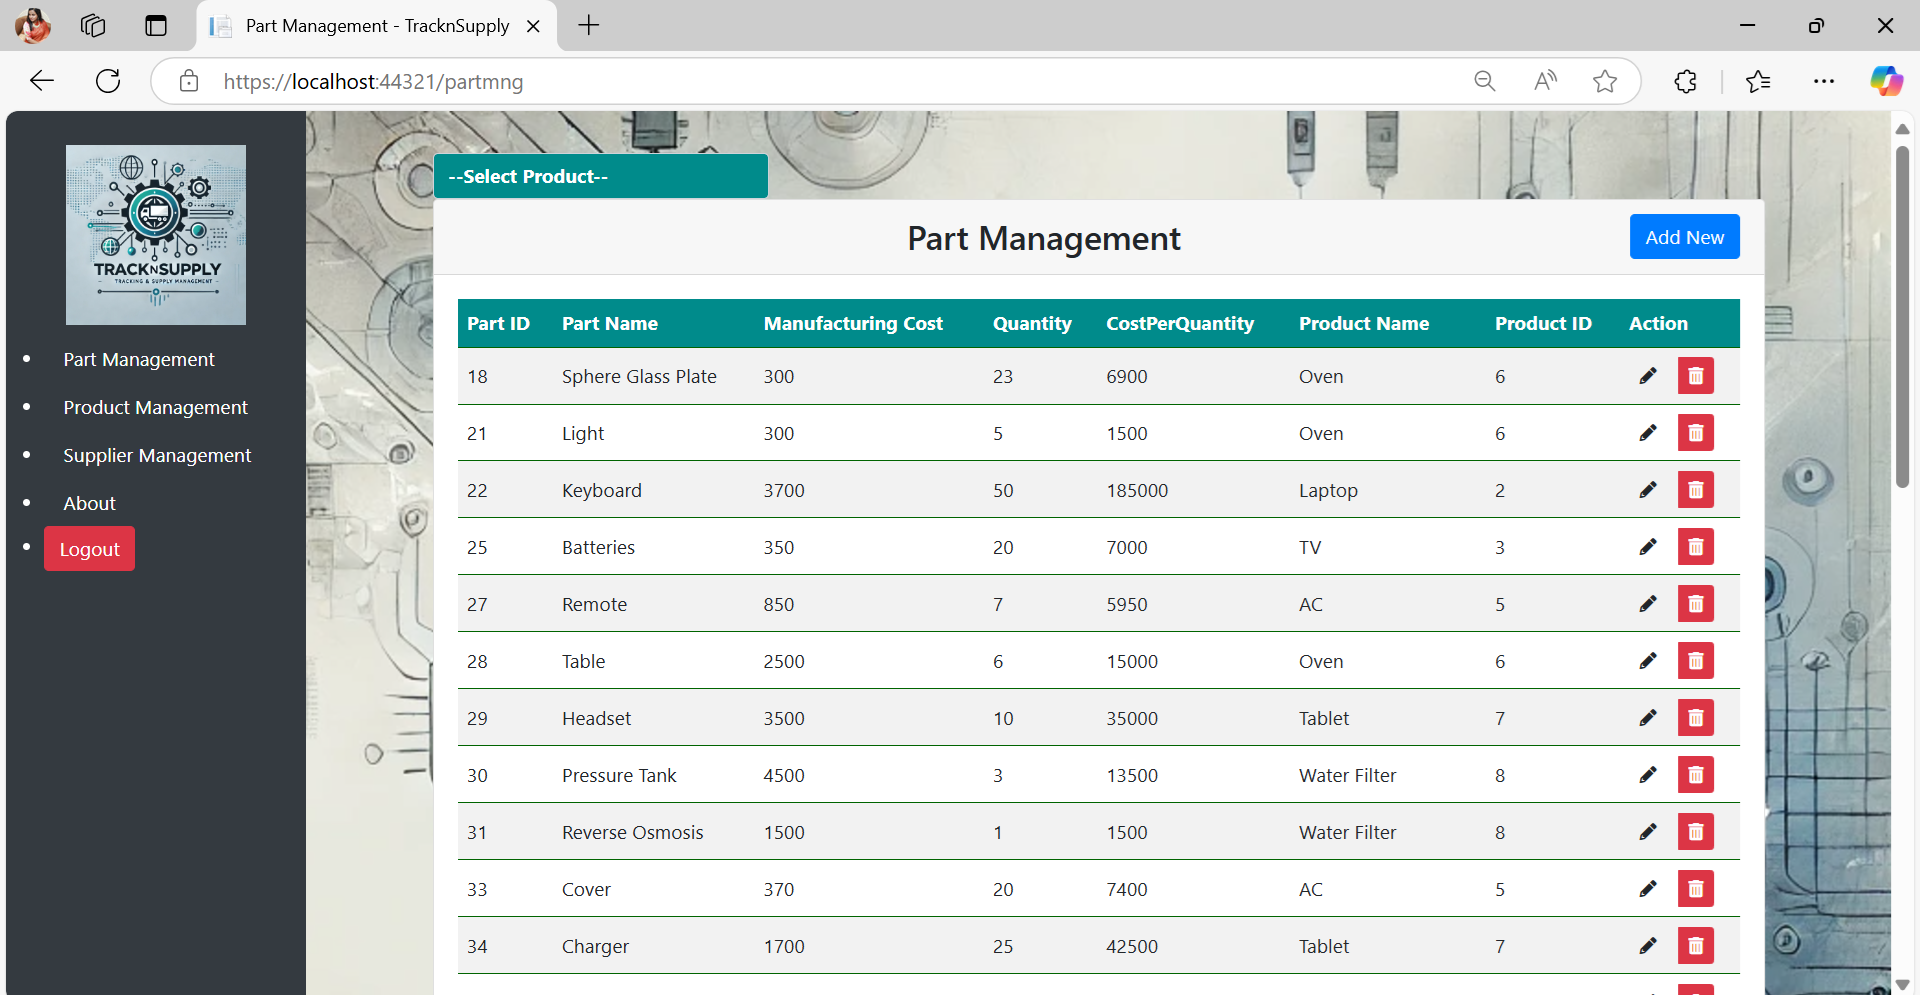 Part Management - TracknSupply
https://localhost:44321/partmng
TRACKNSUPPLY
TRACKING & SUPPLY MANAGEMENT
Part Management
Product Management
Supplier Management
About
Logout
--Select Product--
Part Management
Add New
Part ID Part Name Manufacturing Cost Quantity CostPerQuantity Product Name Product ID Action
18 Sphere Glass Plate 300 23 6900 Oven 6
21 Light 300 5 1500 Oven 6
22 Keyboard 3700 50 185000 Laptop 2
25 Batteries 350 20 7000 TV 3
27 Remote 850 7 5950 AC 5
28 Table 2500 6 15000 Oven 6
29 Headset 3500 10 35000 Tablet 7
30 Pressure Tank 4500 3 13500 Water Filter 8
31 Reverse Osmosis 1500 1 1500 Water Filter 8
33 Cover 370 20 7400 AC 5
34 Charger 1700 25 42500 Tablet 7